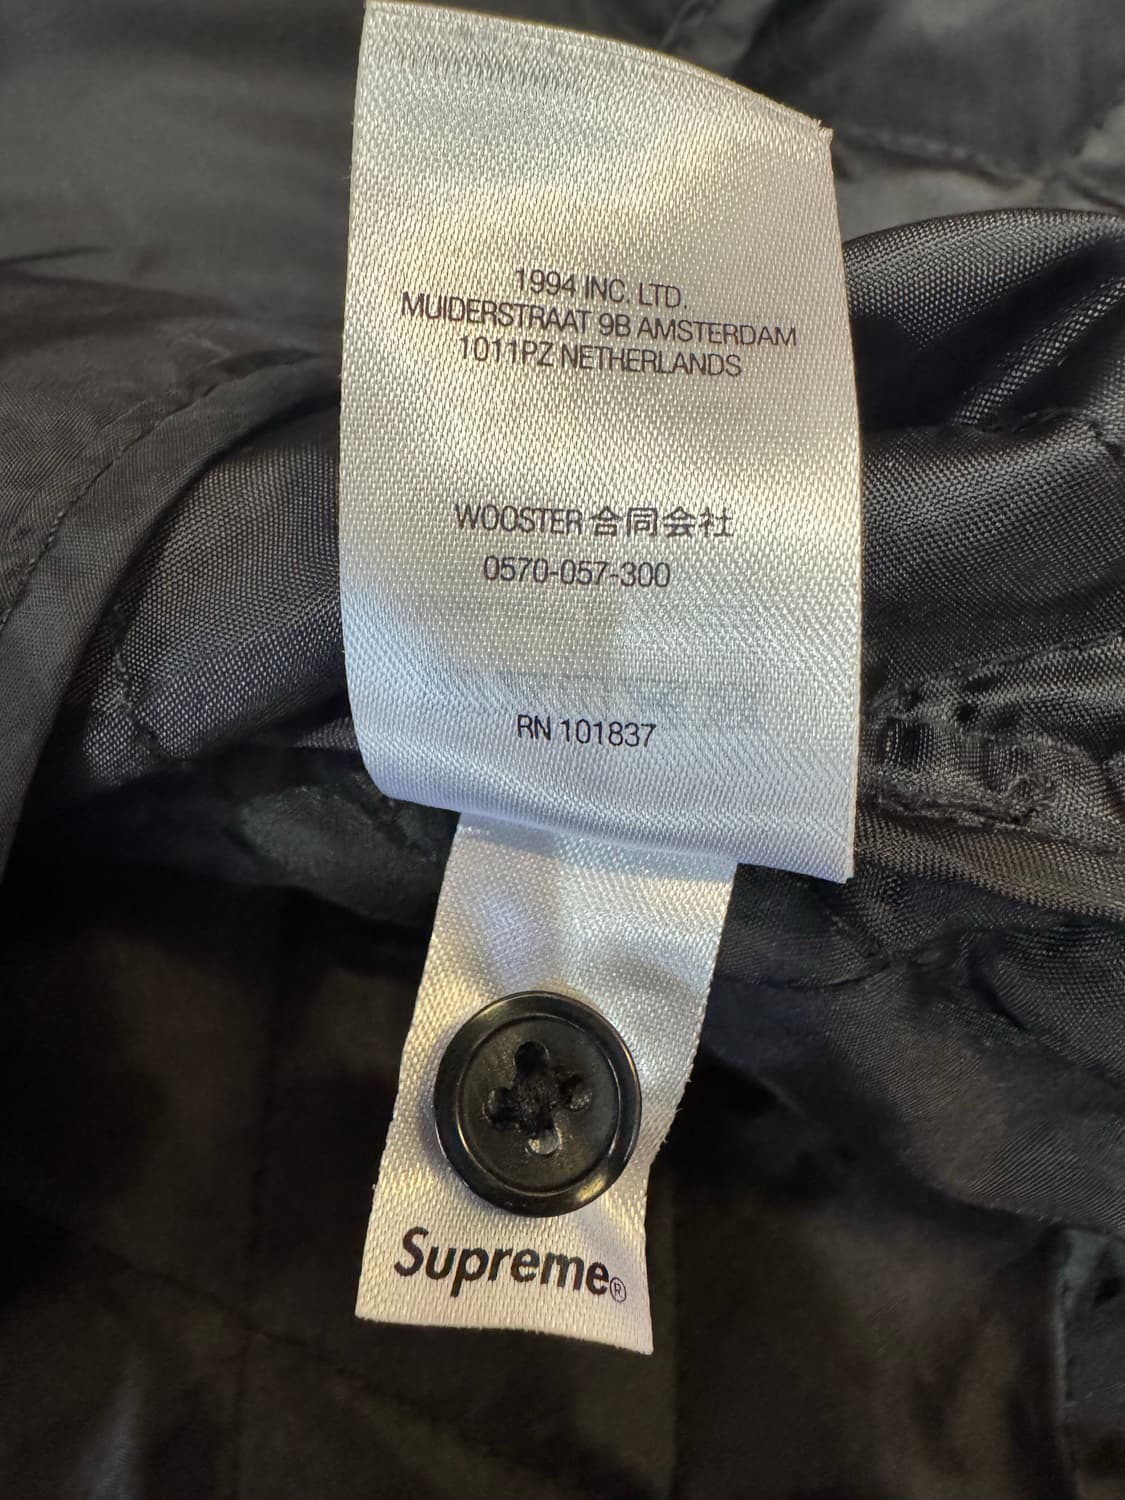 1994 INC. LTD.
MUIDERSTRAAT 9B AMSTERDAM
1011PZ NETHERLANDS
WOOSTER 合同会社
0570-057-300
RN 101837
Supreme®